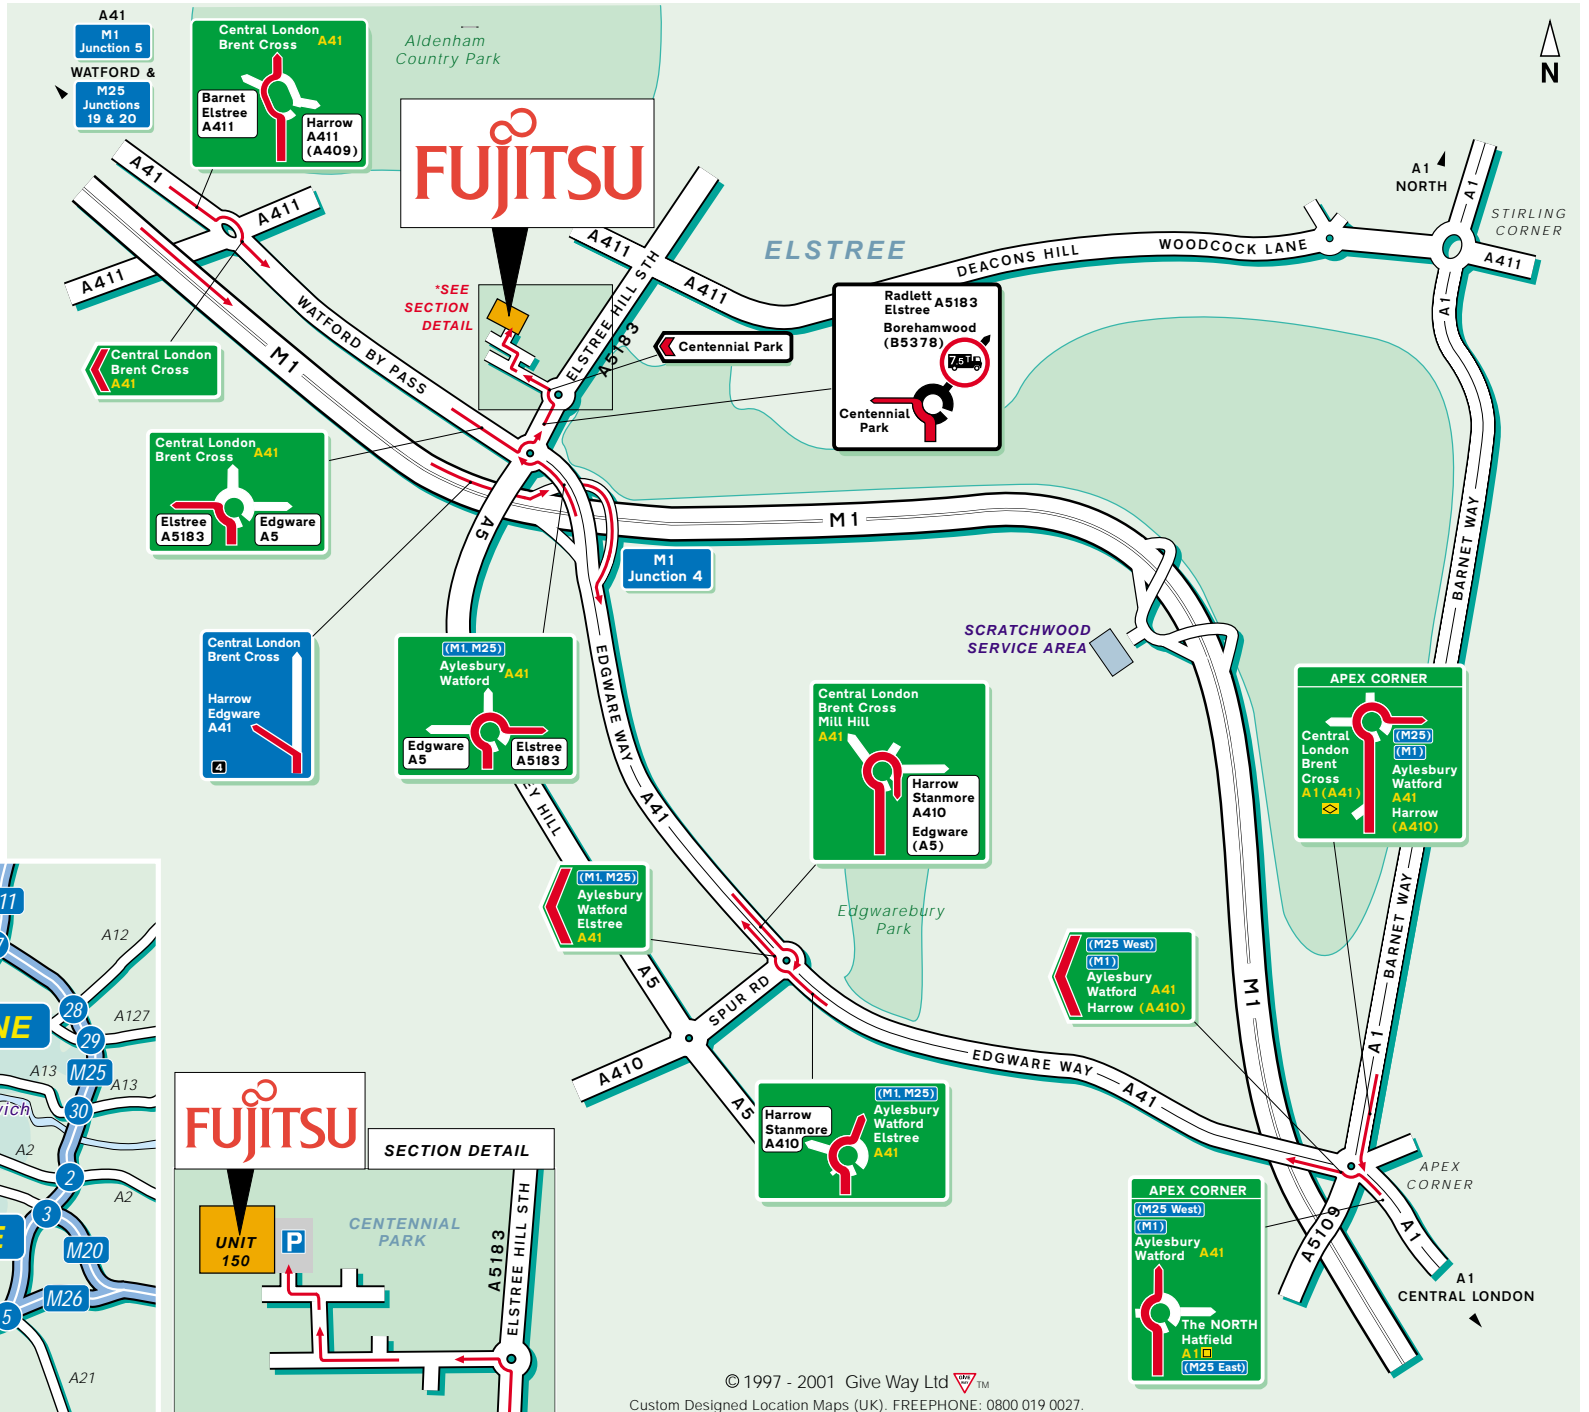 A41
M1
Junction 5
WATFORD &
M25
Junctions
19 & 20
Central London
Brent Cross A41
Barnet
Elstree
A411
Harrow
A411
(A409)
Aldenham
Country Park
FUJITSU
N
A1
NORTH
A1
STIRLING
CORNER
A411
A41
A411
A411
A411
ELSTREE
DEACONS HILL
WOODCOCK LANE
A411
A1
*SEE
SECTION
DETAIL
ELSTREE HILL STH
A5183
Centennial Park
Radlett
Elstree A5183
Borehamwood
(B5378)
7.5T
Centennial
Park
WATFORD BY PASS
M1
Central London
Brent Cross
A41
Central London
Brent Cross A41
Elstree
A5183
Edgware
A5
A5
M1
M1
Junction 4
BARNET WAY
SCRATCHWOOD
SERVICE AREA
Central London
Brent Cross
Harrow
Edgware
A41
4
(M1, M25)
Aylesbury
Watford A41
Edgware
A5
Elstree
A5183
EDGWARE WAY
A41
EY HILL
Central London
Brent Cross
Mill Hill
A41
Harrow
Stanmore
A410
Edgware
(A5)
APEX CORNER
Central
London
Brent
Cross
A1(A41)
(M25)
(M1)
Aylesbury
Watford
A41
Harrow
(A410)
(M1, M25)
Aylesbury
Watford
Elstree
A41
Edgwarebury
Park
BARNET WAY
(M25 West)
(M1)
Aylesbury
Watford A41
Harrow (A410)
M1
A5
SPUR RD
A410
A5
EDGWARE WAY
A41
A1
Harrow
Stanmore
A410
(M1, M25)
Aylesbury
Watford
Elstree
A41
APEX
CORNER
APEX CORNER
(M25 West)
(M1)
Aylesbury
Watford A41
The NORTH
Hatfield
A1
(M25 East)
A5109
A1
A1
CENTRAL LONDON
11
A12
28
A127
NE
29
M25
A13
A13
30
wich
A2
2
A2
3
E
M20
M26
5
A21
FUJITSU
SECTION DETAIL
UNIT
150
P
CENTENNIAL
PARK
A5183
ELSTREE HILL STH
© 1997 - 2001 Give Way Ltd GIVE WAY TM
Custom Designed Location Maps (UK). FREEPHONE: 0800 019 0027.